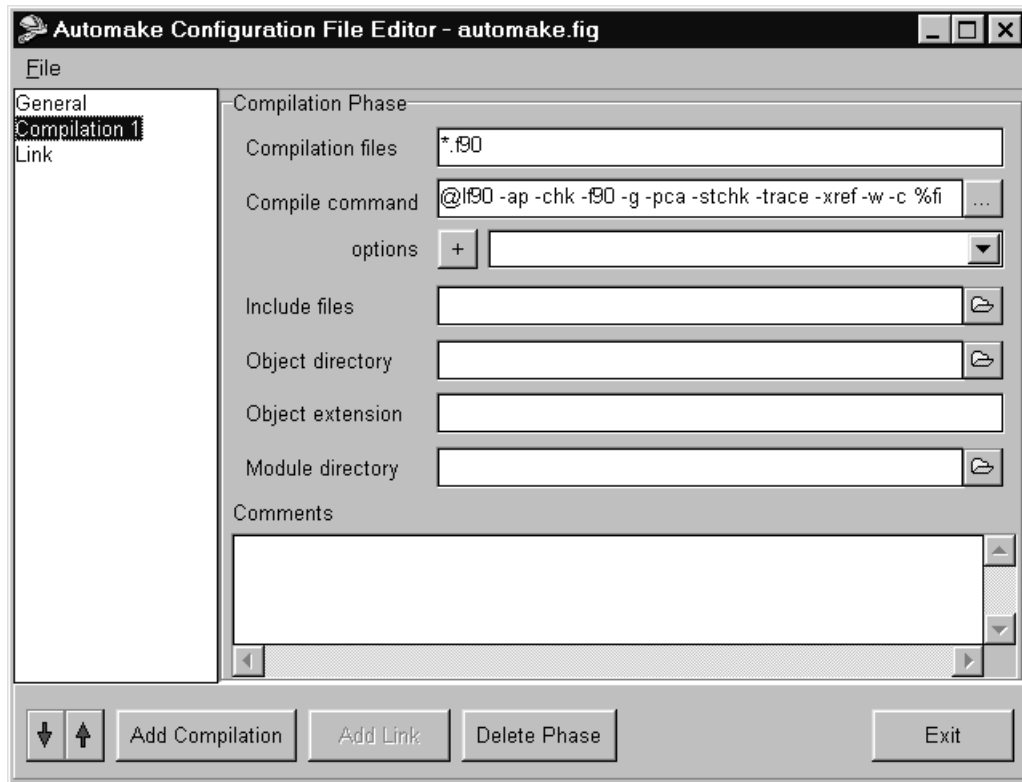 Automake Configuration File Editor - automake.fig
File
General
Compilation 1
Link
Compilation Phase
Compilation files
*.f90
Compile command
@lf90 -ap -chk -f90 -g -pca -stchk -trace -xref -w -c %fi
...
options
+
Include files
Object directory
Object extension
Module directory
Comments
Add Compilation
Add Link
Delete Phase
Exit